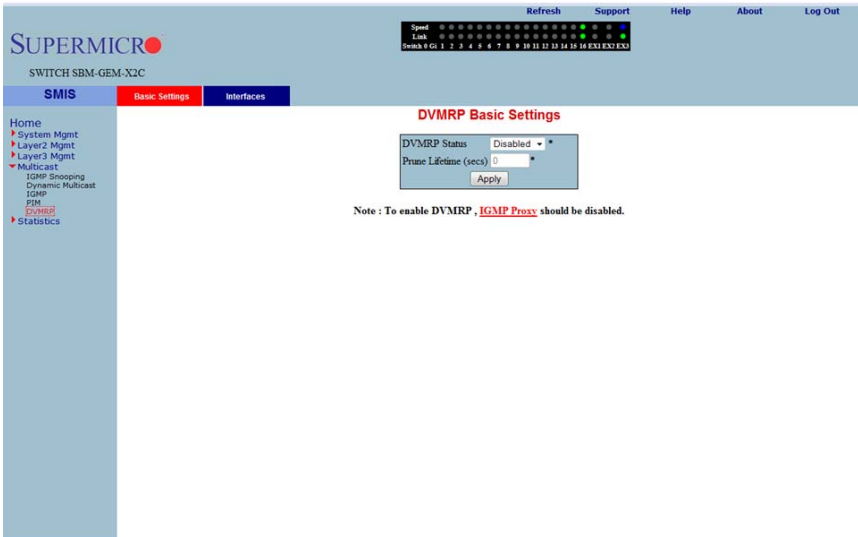 Refresh Support Help About Log Out
SUPERMICRO
Speed
Link
Switch 0 Gi 1 2 3 4 5 6 7 8 9 10 11 12 13 14 15 16 EX1 EX2 EX3
SWITCH SBM-GEM-X2C
SMIS Basic Settings Interfaces
Home
System Mgmt
Layer2 Mgmt
Layer3 Mgmt
Multicast
IGMP Snooping
Dynamic Multicast
IGMP
PIM
DVMRP
Statistics
DVMRP Basic Settings
DVMRP Status Disabled *
Prune Lifetime (secs) 0 *
Apply
Note : To enable DVMRP , IGMP Proxy should be disabled.